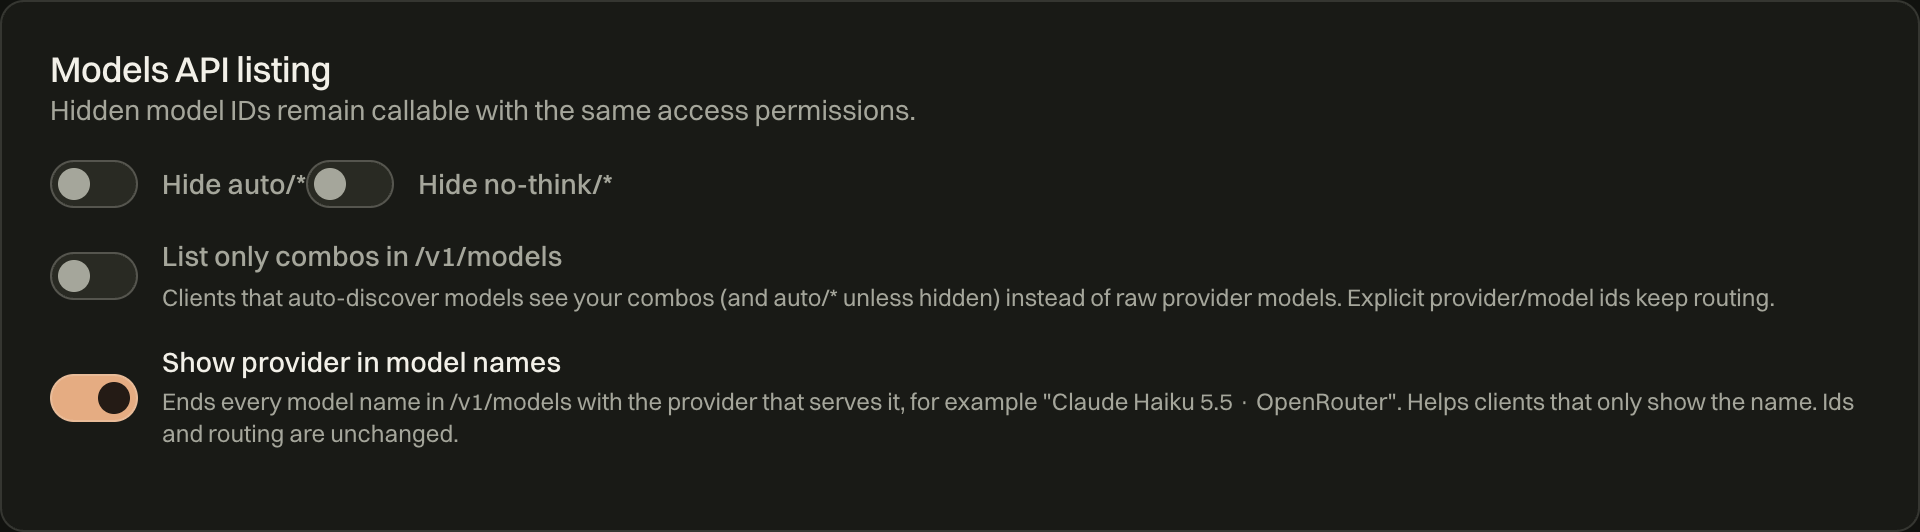 Models API listing
Hidden model IDs remain callable with the same access permissions.
Hide auto/* Hide no-think/*
List only combos in /v1/models
Clients that auto-discover models see your combos (and auto/* unless hidden) instead of raw provider models. Explicit provider/model ids keep routing.
Show provider in model names
Ends every model name in /v1/models with the provider that serves it, for example "Claude Haiku 5.5 · OpenRouter". Helps clients that only show the name. Ids
and routing are unchanged.